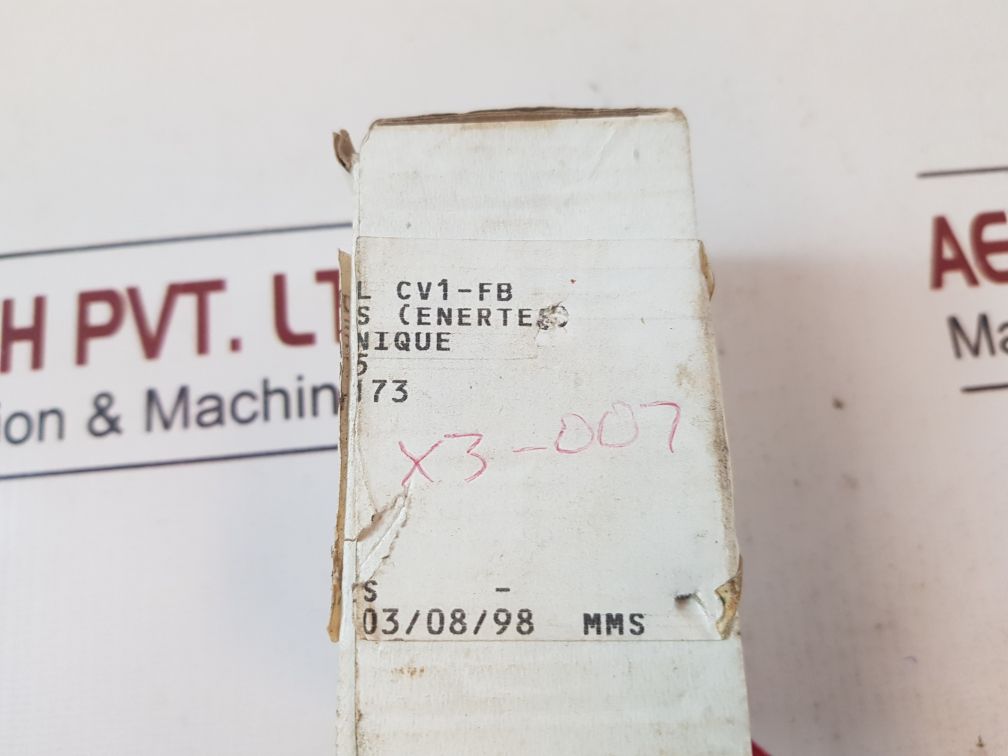 L CV1-FB
S (ENERTEC)
NIQUE
5
173
X3-007
S -
03/08/98 MMS
H PVT. LT
ion & Machin
AE
Ma